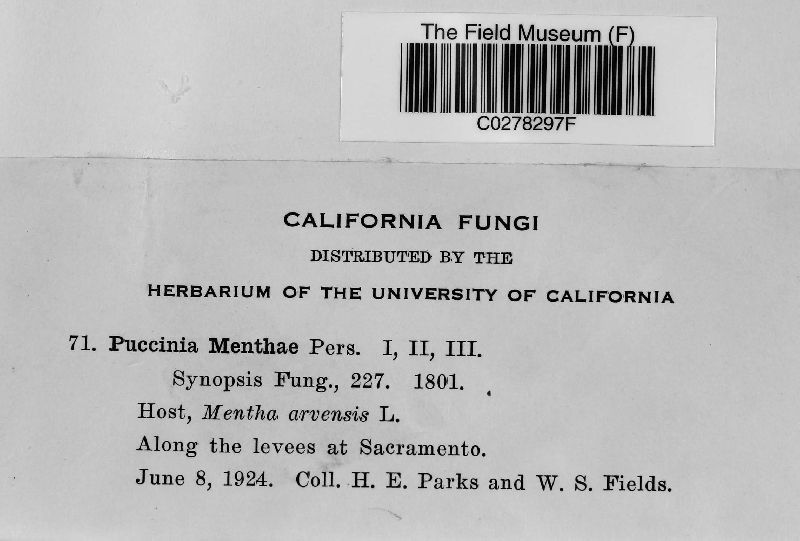 The Field Museum (F)
C0278297F
CALIFORNIA FUNGI
DISTRIBUTED BY THE
HERBARIUM OF THE UNIVERSITY OF CALIFORNIA
71. Puccinia Menthae Pers. I, II, III.
Synopsis Fung., 227. 1801.
Host, Mentha arvensis L.
Along the levees at Sacramento.
June 8, 1924. Coll. H. E. Parks and W. S. Fields.